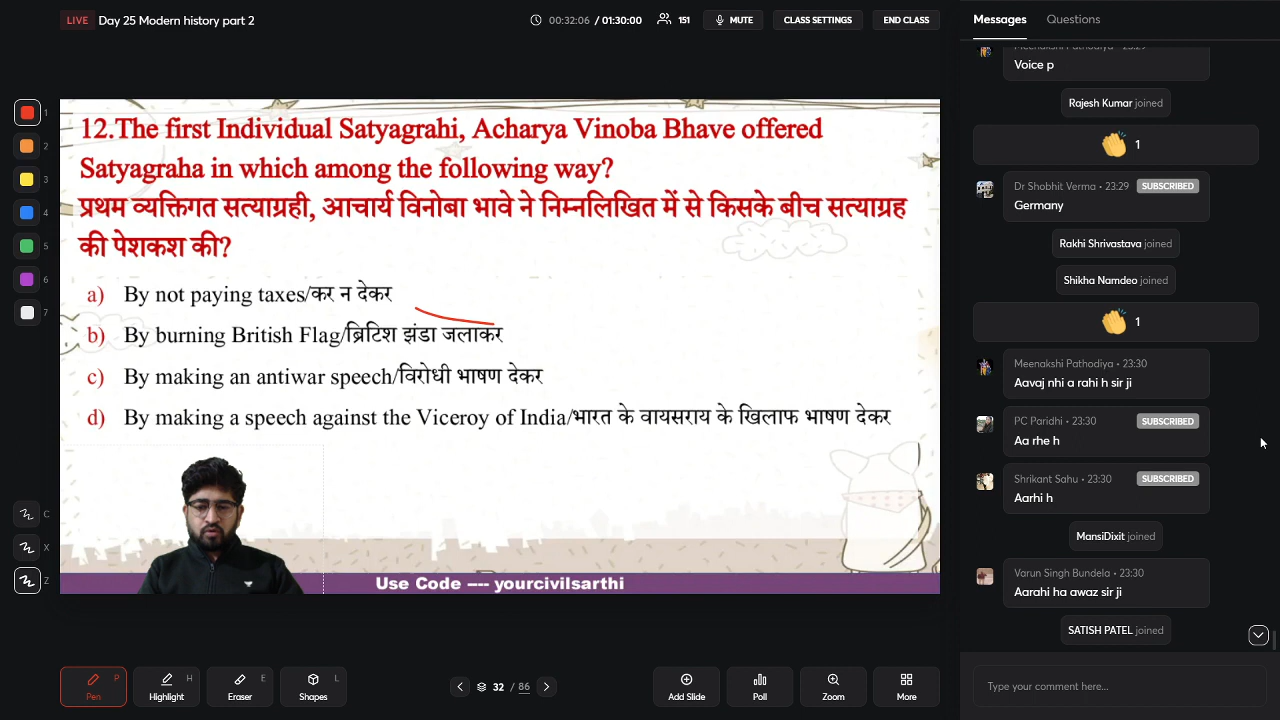 LIVE Day 25 Modern history part 2 00:32:06 / 01:30:00 151 MUTE CLASS SETTINGS END CLASS
1
2
3
4
5
6
7
C
X
Z
12.The first Individual Satyagrahi, Acharya Vinoba Bhave offered
Satyagraha in which among the following way?
प्रथम व्यक्तिगत सत्याग्रही, आचार्य विनोबा भावे ने निम्नलिखित में से किसके बीच सत्याग्रह
की पेशकश की?
a) By not paying taxes/कर न देकर
b) By burning British Flag/ब्रिटिश झंडा जलाकर
c) By making an antiwar speech/विरोधी भाषण देकर
d) By making a speech against the Viceroy of India/भारत के वायसराय के खिलाफ भाषण देकर
Use Code ---- yourcivilsarthi
P H E L
Pen Highlight Eraser Shapes
32 / 86
Add Slide Poll Zoom More
Messages Questions
Meenakshi Pathodiya • 23:29
Voice p
Rajesh Kumar joined
1
Dr Shobhit Verma • 23:29 SUBSCRIBED
Germany
Rakhi Shrivastava joined
Shikha Namdeo joined
1
Meenakshi Pathodiya • 23:30
Aavaj nhi a rahi h sir ji
PC Paridhi • 23:30 SUBSCRIBED
Aa rhe h
Shrikant Sahu • 23:30 SUBSCRIBED
Aarhi h
MansiDixit joined
Varun Singh Bundela • 23:30
Aarahi ha awaz sir ji
SATISH PATEL joined
Type your comment here...